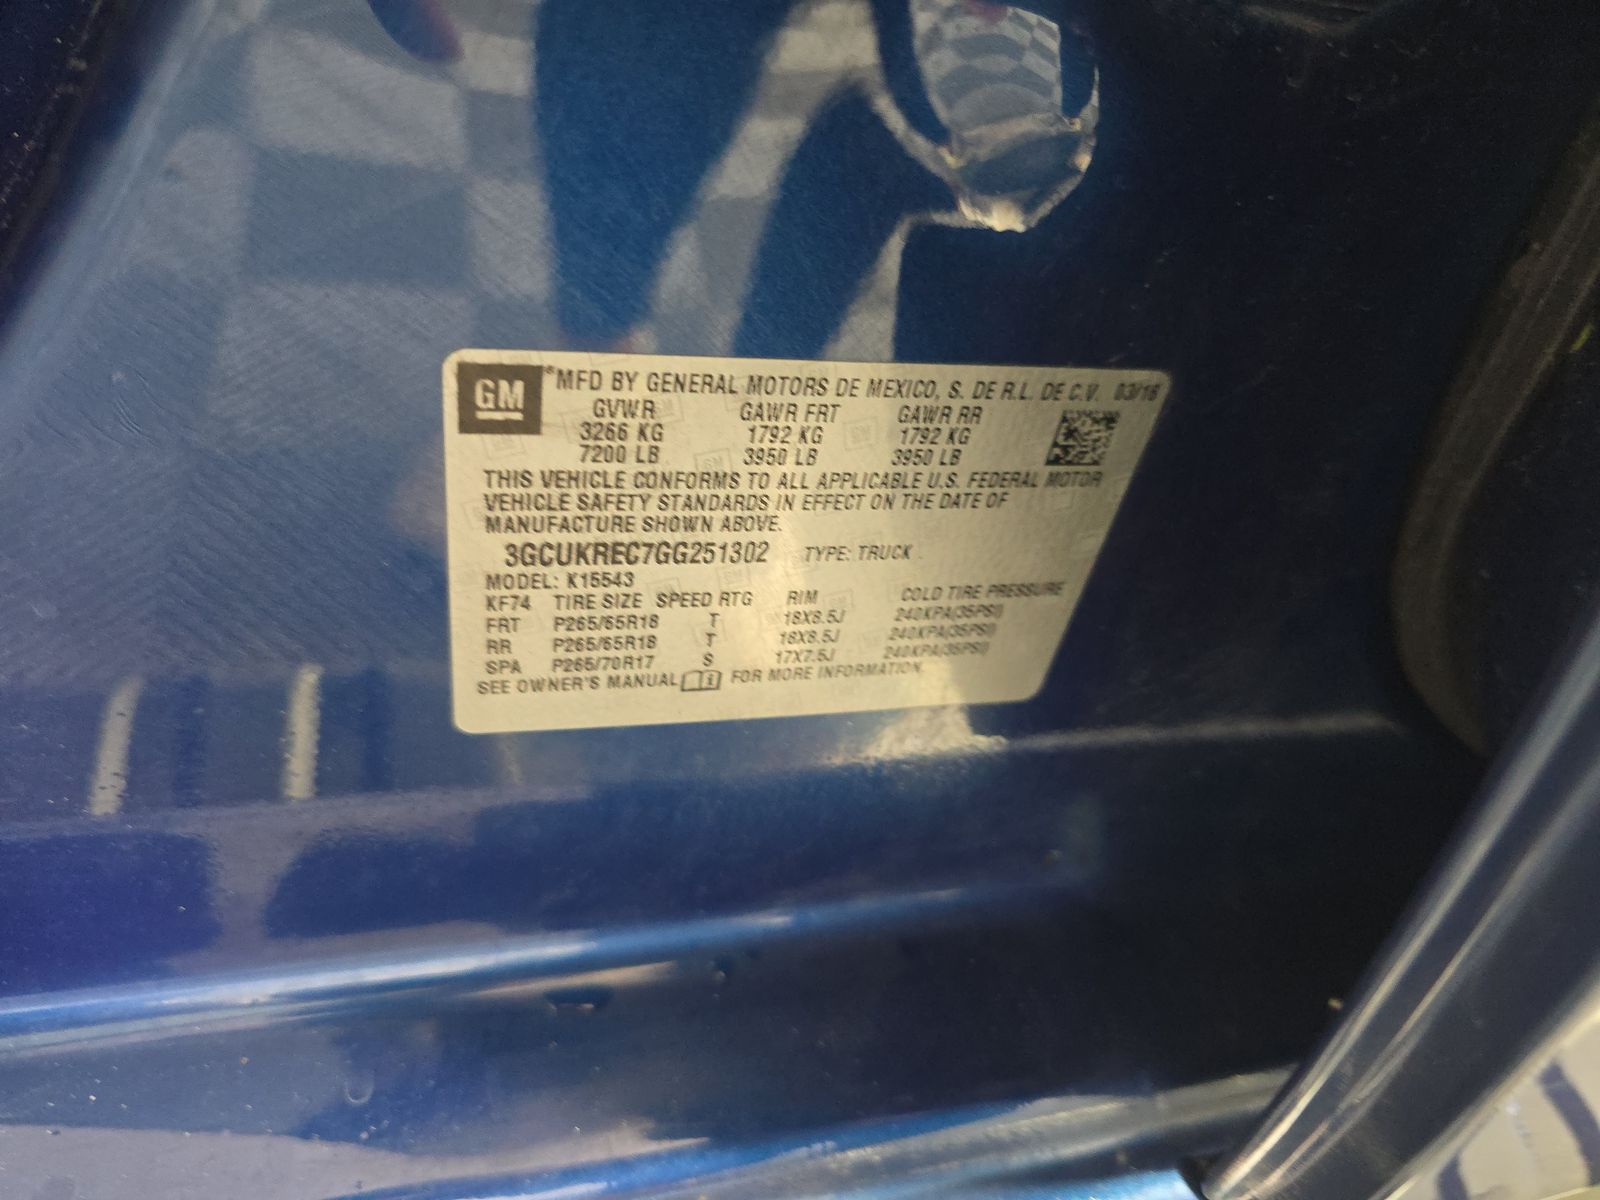 GM ®MFD BY GENERAL MOTORS DE MEXICO, S. DE R.L. DE C.V. 03/16
GVWR GAWR FRT GAWR RR
3266 KG 1792 KG 1792 KG
7200 LB 3950 LB 3950 LB
THIS VEHICLE CONFORMS TO ALL APPLICABLE U.S. FEDERAL MOTOR
VEHICLE SAFETY STANDARDS IN EFFECT ON THE DATE OF
MANUFACTURE SHOWN ABOVE.
3GCUKREC7GG251302 TYPE: TRUCK
MODEL: K15543
KF74 TIRE SIZE SPEED RTG RIM COLD TIRE PRESSURE
FRT P265/65R18 T 18X8.5J 240KPA(35PSI)
RR P265/65R18 T 18X8.5J 240KPA(35PSI)
SPA P265/70R17 S 17X7.5J 240KPA(35PSI)
SEE OWNER'S MANUAL FOR MORE INFORMATION.